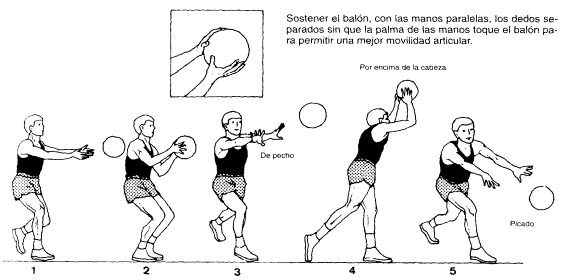 Sostener el balón, con las manos paralelas, los dedos se-
parados sin que la palma de las manos toque el balón pa-
ra permitir una mejor movilidad articular.
Por encima de la cabeza
De pecho
Picado
1 2 3 4 5